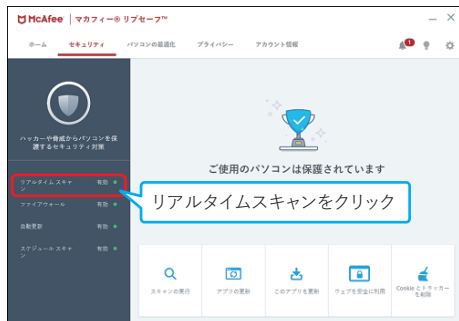 McAfee | マカフィー® リブセーフ™
ホーム セキュリティ パソコンの最適化 プライバシー アカウント情報
1
ハッカーや脅威からパソコンを保
護するセキュリティ対策
リアルタイム スキャ
ン
有効
ファイアウォール 有効
自動更新 有効
スケジュール スキャ
ン
有効
ご使用のパソコンは保護されています
リアルタイムスキャンをクリック
スキャンの実行
アプリの更新
このアプリを更新
ウェブを安全に利用
Cookie とトラッカー
を削除